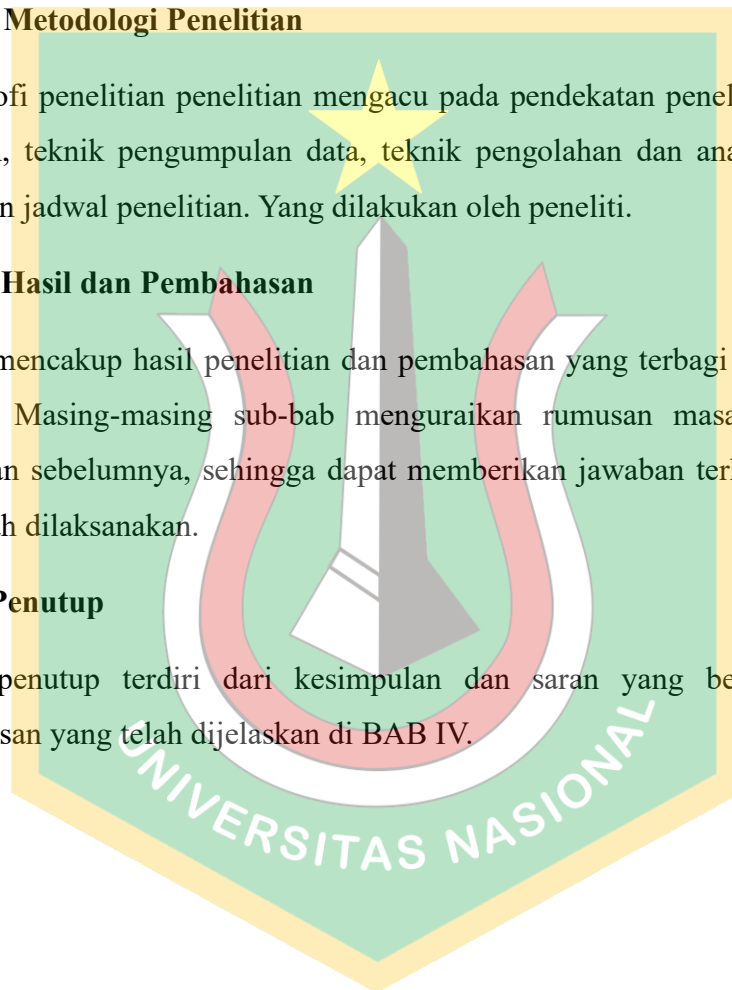 Metodologi Penelitian
ofi penelitian penelitian mengacu pada pendekatan penel
, teknik pengumpulan data, teknik pengolahan dan ana
n jadwal penelitian. Yang dilakukan oleh peneliti.
Hasil dan Pembahasan
mencakup hasil penelitian dan pembahasan yang terbagi
Masing-masing sub-bab menguraikan rumusan masa
an sebelumnya, sehingga dapat memberikan jawaban ter
h dilaksanakan.
Penutup
penutup terdiri dari kesimpulan dan saran yang be
san yang telah dijelaskan di BAB IV.
UNIVERSITAS NASIONAL